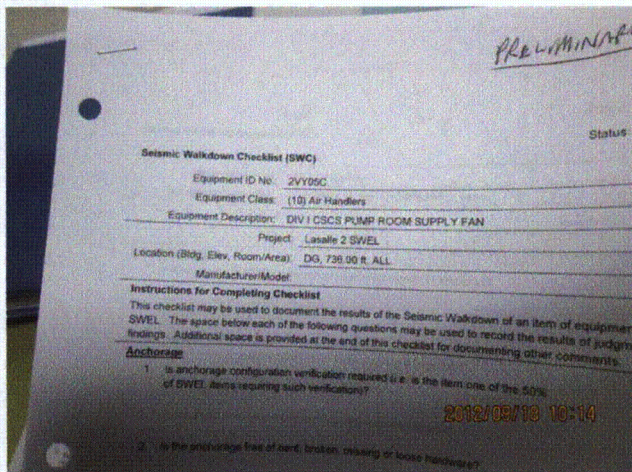 PRELIMINAR
Status
Seismic Walkdown Checklist (SWC)
Equipment ID No. 2VY05C
Equipment Class: (10) Air Handlers
Equipment Description: DIV I CSCS PUMP ROOM SUPPLY FAN
Project: Lasalle 2 SWEL
Location (Bldg, Elev, Room/Area): DG, 736.00 ft, ALL
Manufacturer/Model:
Instructions for Completing Checklist
This checklist may be used to document the results of the Seismic Walkdown of an item of equipmen
SWEL. The space below each of the following questions may be used to record the results of judgm
findings. Additional space is provided at the end of this checklist for documenting other comments.
Anchorage
1. Is anchorage configuration verification required (i.e. is the item one of the 50%
of SWEL items requiring such verification)?
2012/09/18 10:14
2. Is the anchorage free of bent, broken, missing or loose hardware?